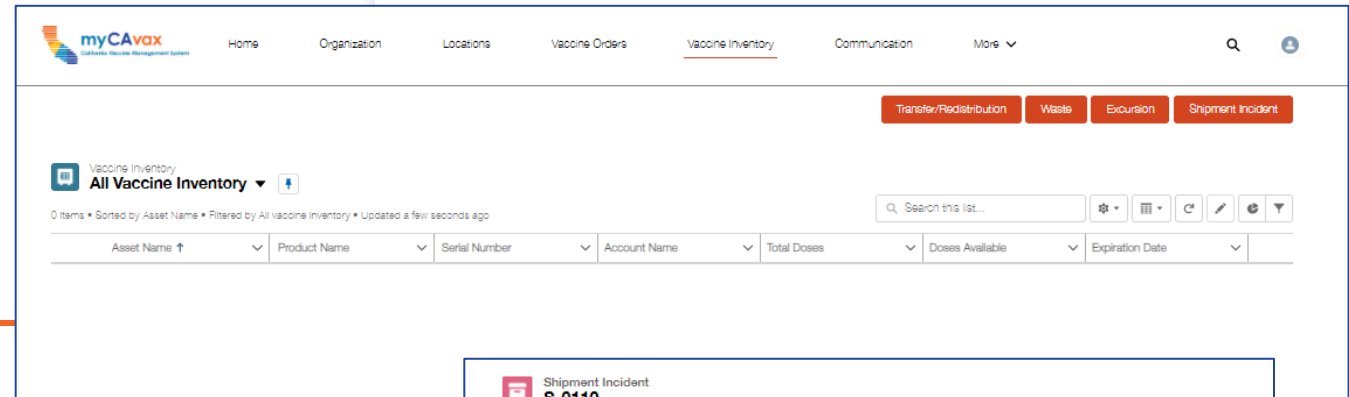 myCAvax
California Vaccine Management System
Home Organization Locations Vaccine Orders Vaccine Inventory Communication More
Transfer/Redistribution Waste Excursion Shipment Incident
Vaccine Inventory
All Vaccine Inventory
0 items • Sorted by Asset Name • Filtered by All vaccine inventory • Updated a few seconds ago
Search this list...
Asset Name ↑ Product Name Serial Number Account Name Total Doses Doses Available Expiration Date
Shipment Incident
S-0110